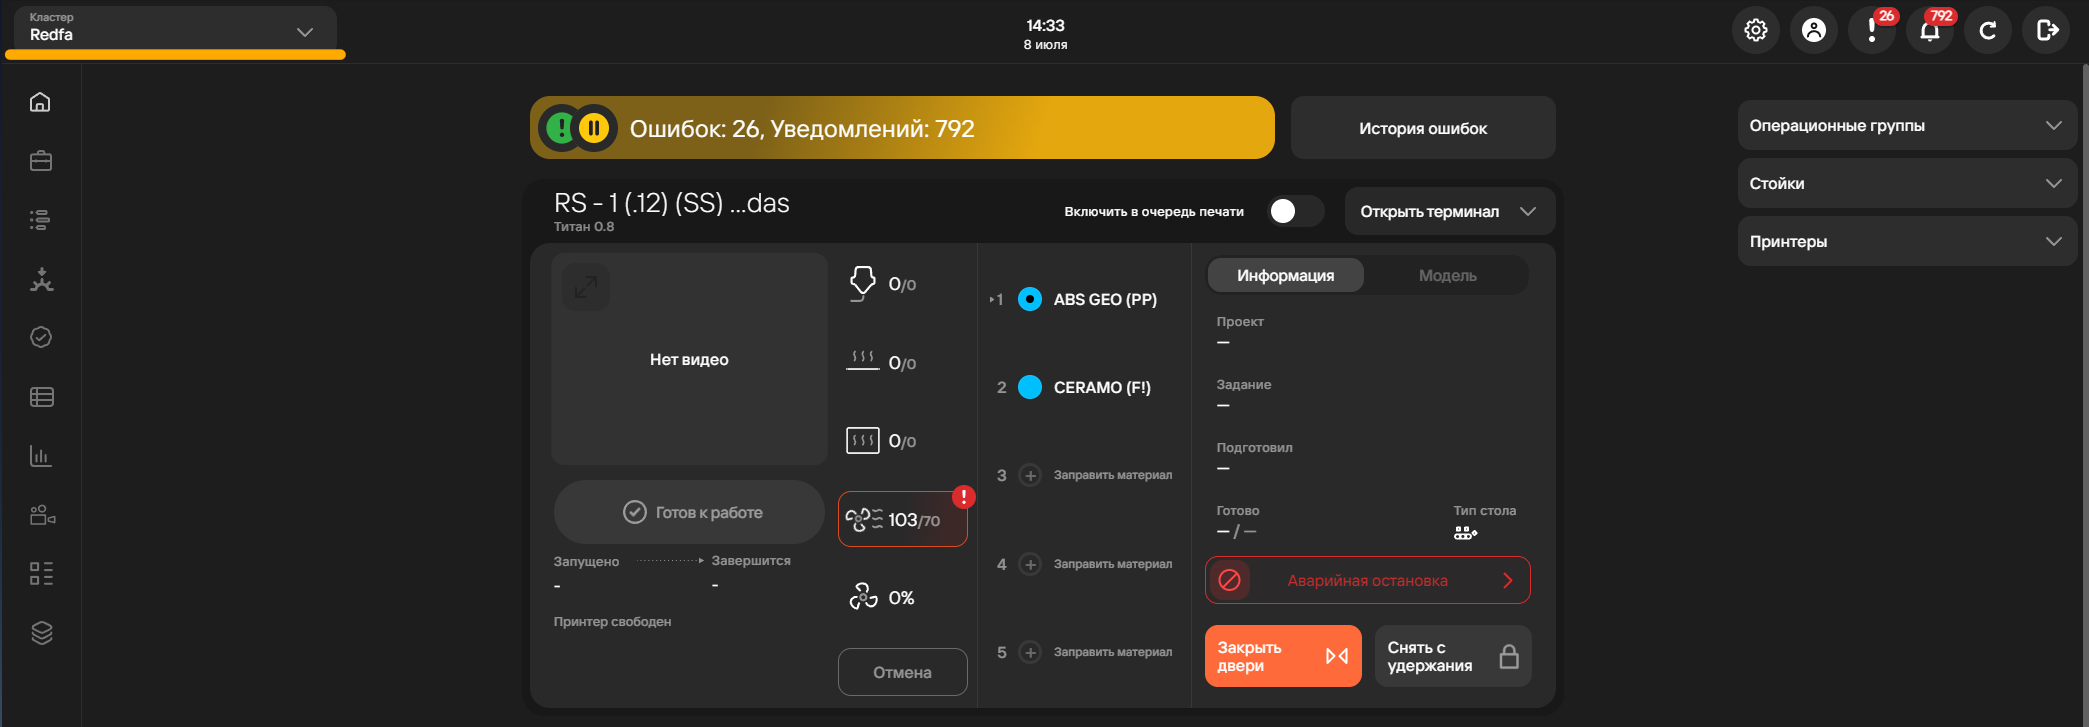 Кластер
Redfa
14:33
8 июля
26
792
Ошибок: 26, Уведомлений: 792
История ошибок
Операционные группы
Стойки
Принтеры
RS - 1 (.12) (SS) ...das
Титан 0.8
Включить в очередь печати
Открыть терминал
Нет видео
Готов к работе
Запущено
Завершится
-
-
Принтер свободен
0/0
0/0
0/0
103/70
0%
Отмена
1 ABS GEO (PP)
2 CERAMO (F!)
3 Заправить материал
4 Заправить материал
5 Заправить материал
Информация
Модель
Проект
—
Задание
—
Подготовил
—
Готово
— / —
Тип стола
Аварийная остановка
Закрыть
двери
Снять с
удержания